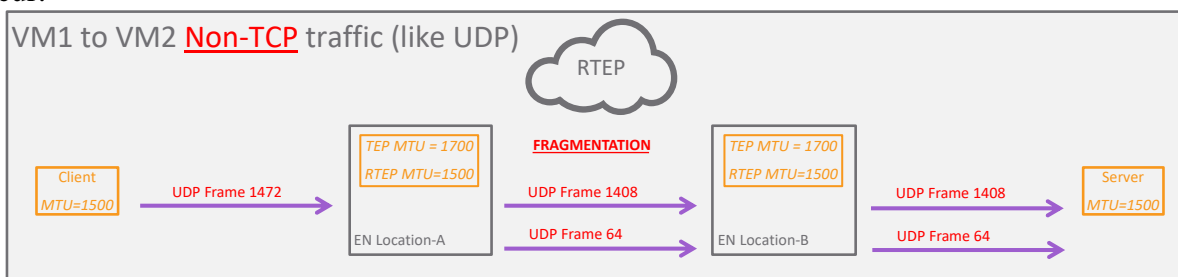 VM1 to VM2 Non-TCP traffic (like UDP)
RTEP
TEP MTU = 1700
RTEP MTU=1500
EN Location-A
FRAGMENTATION
TEP MTU = 1700
RTEP MTU=1500
EN Location-B
Client
MTU=1500
UDP Frame 1472
UDP Frame 1408
UDP Frame 64
UDP Frame 1408
UDP Frame 64
Server
MTU=1500